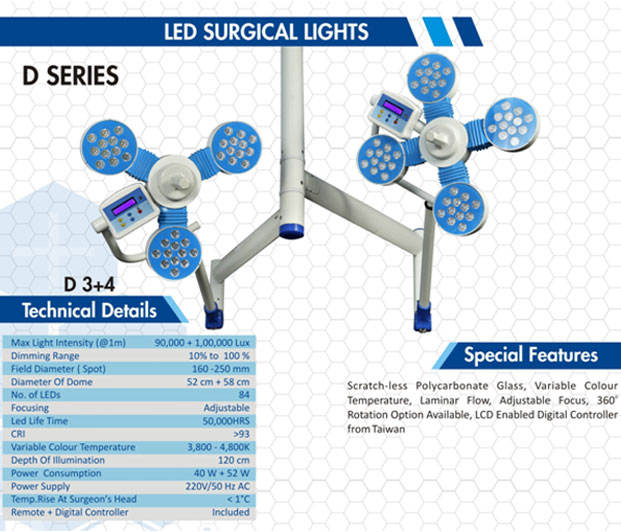 LED SURGICAL LIGHTS
D SERIES
D 3+4
Technical Details
Max Light Intensity (@1m) 90,000 + 1,00,000 Lux
Dimming Range 10% to 100 %
Field Diameter ( Spot) 160 -250 mm
Diameter Of Dome 52 cm + 58 cm
No. of LEDs 84
Focusing Adjustable
Led Life Time 50,000HRS
CRI >93
Variable Colour Temperature 3,800 - 4,800K
Depth Of Illumination 120 cm
Power Consumption 40 W + 52 W
Power Supply 220V/50 Hz AC
Temp.Rise At Surgeon's Head < 1°C
Remote + Digital Controller Included
Special Features
Scratch-less Polycarbonate Glass, Variable Colour
Temperature, Laminar Flow, Adjustable Focus, 360°
Rotation Option Available, LCD Enabled Digital Controller
from Taiwan